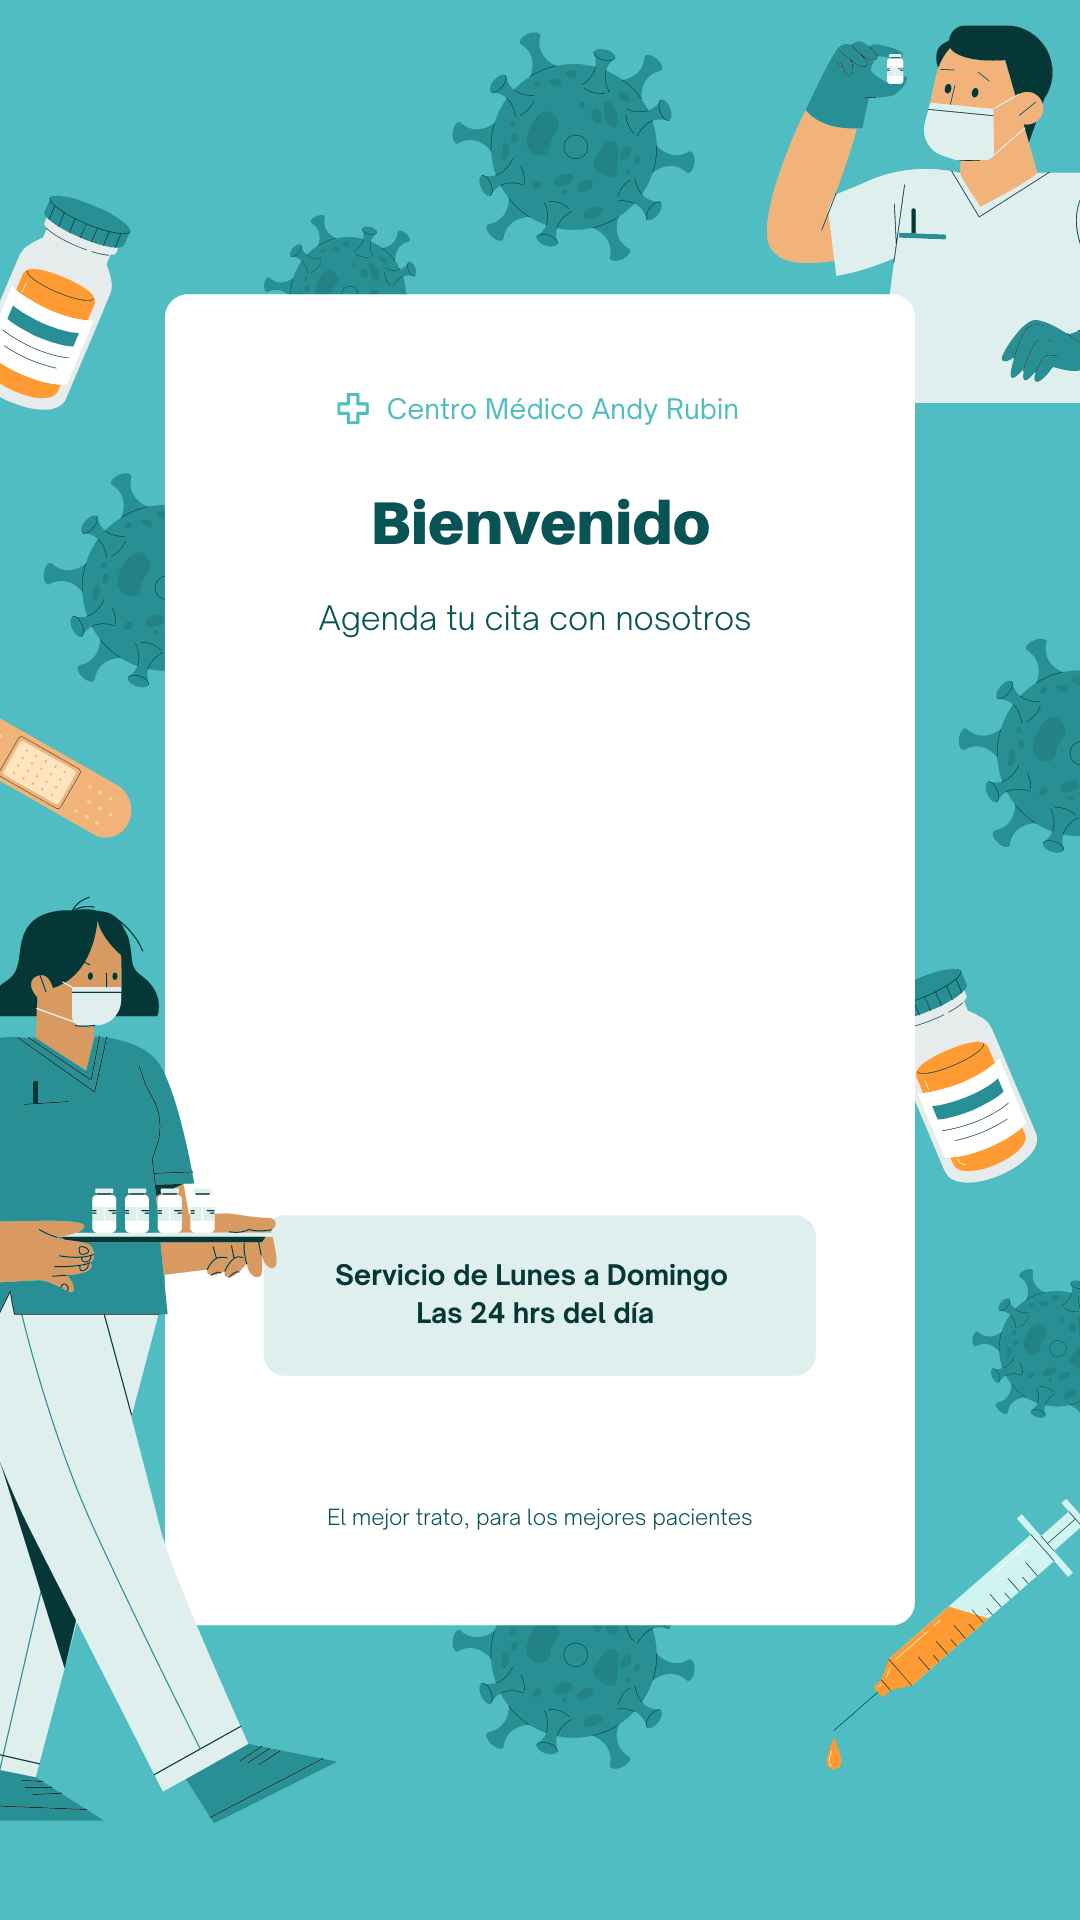 Centro Médico Andy Rubin
Bienvenido
Agenda tu cita con nosotros
Servicio de Lunes a Domingo
Las 24 hrs del día
El mejor trato, para los mejores pacientes